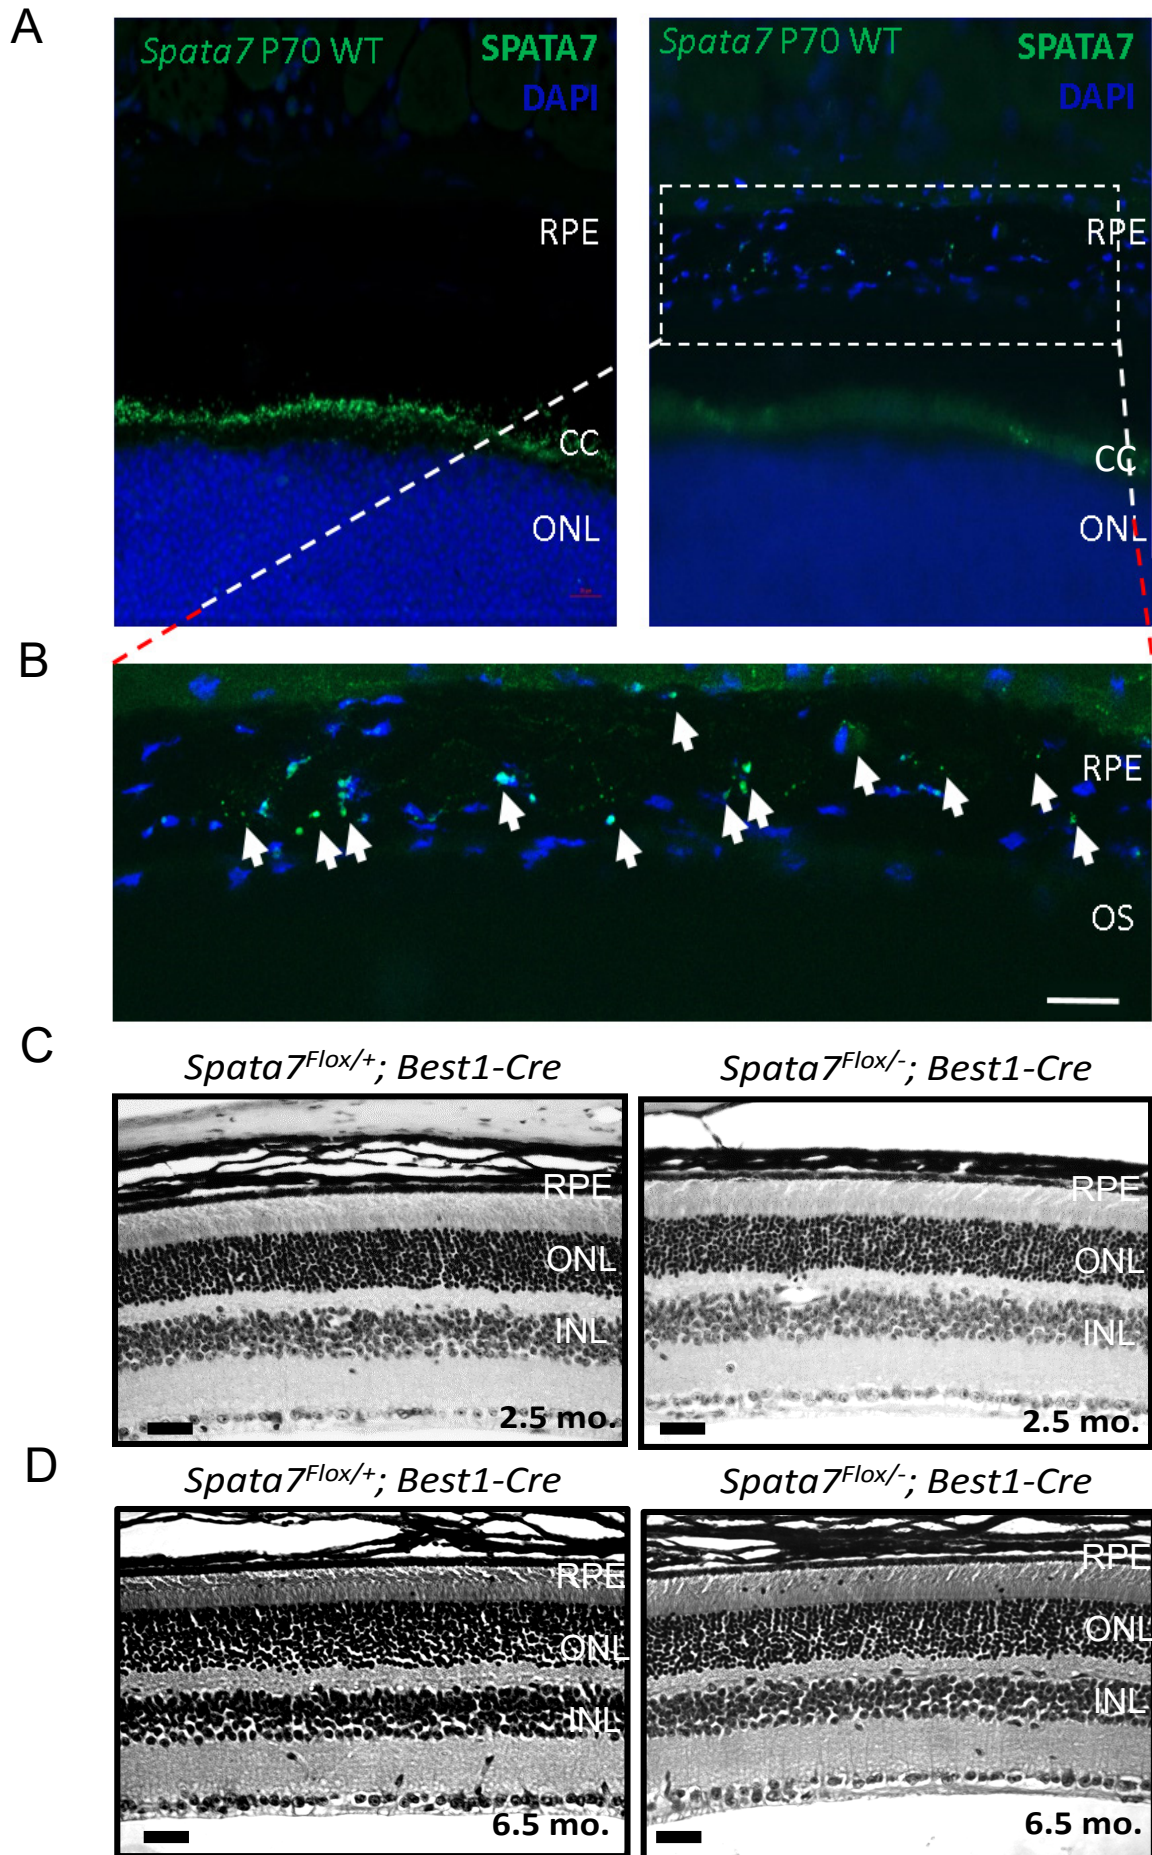 A
Spata7 P70 WT SPATA7
DAPI
RPE
CC
ONL
Spata7 P70 WT SPATA7
DAPI
RPE
CC
ONL
B
RPE
OS
C
Spata7Flox/+; Best1-Cre
RPE
ONL
INL
2.5 mo.
Spata7Flox/-; Best1-Cre
RPE
ONL
INL
2.5 mo.
D
Spata7Flox/+; Best1-Cre
RPE
ONL
INL
6.5 mo.
Spata7Flox/-; Best1-Cre
RPE
ONL
INL
6.5 mo.